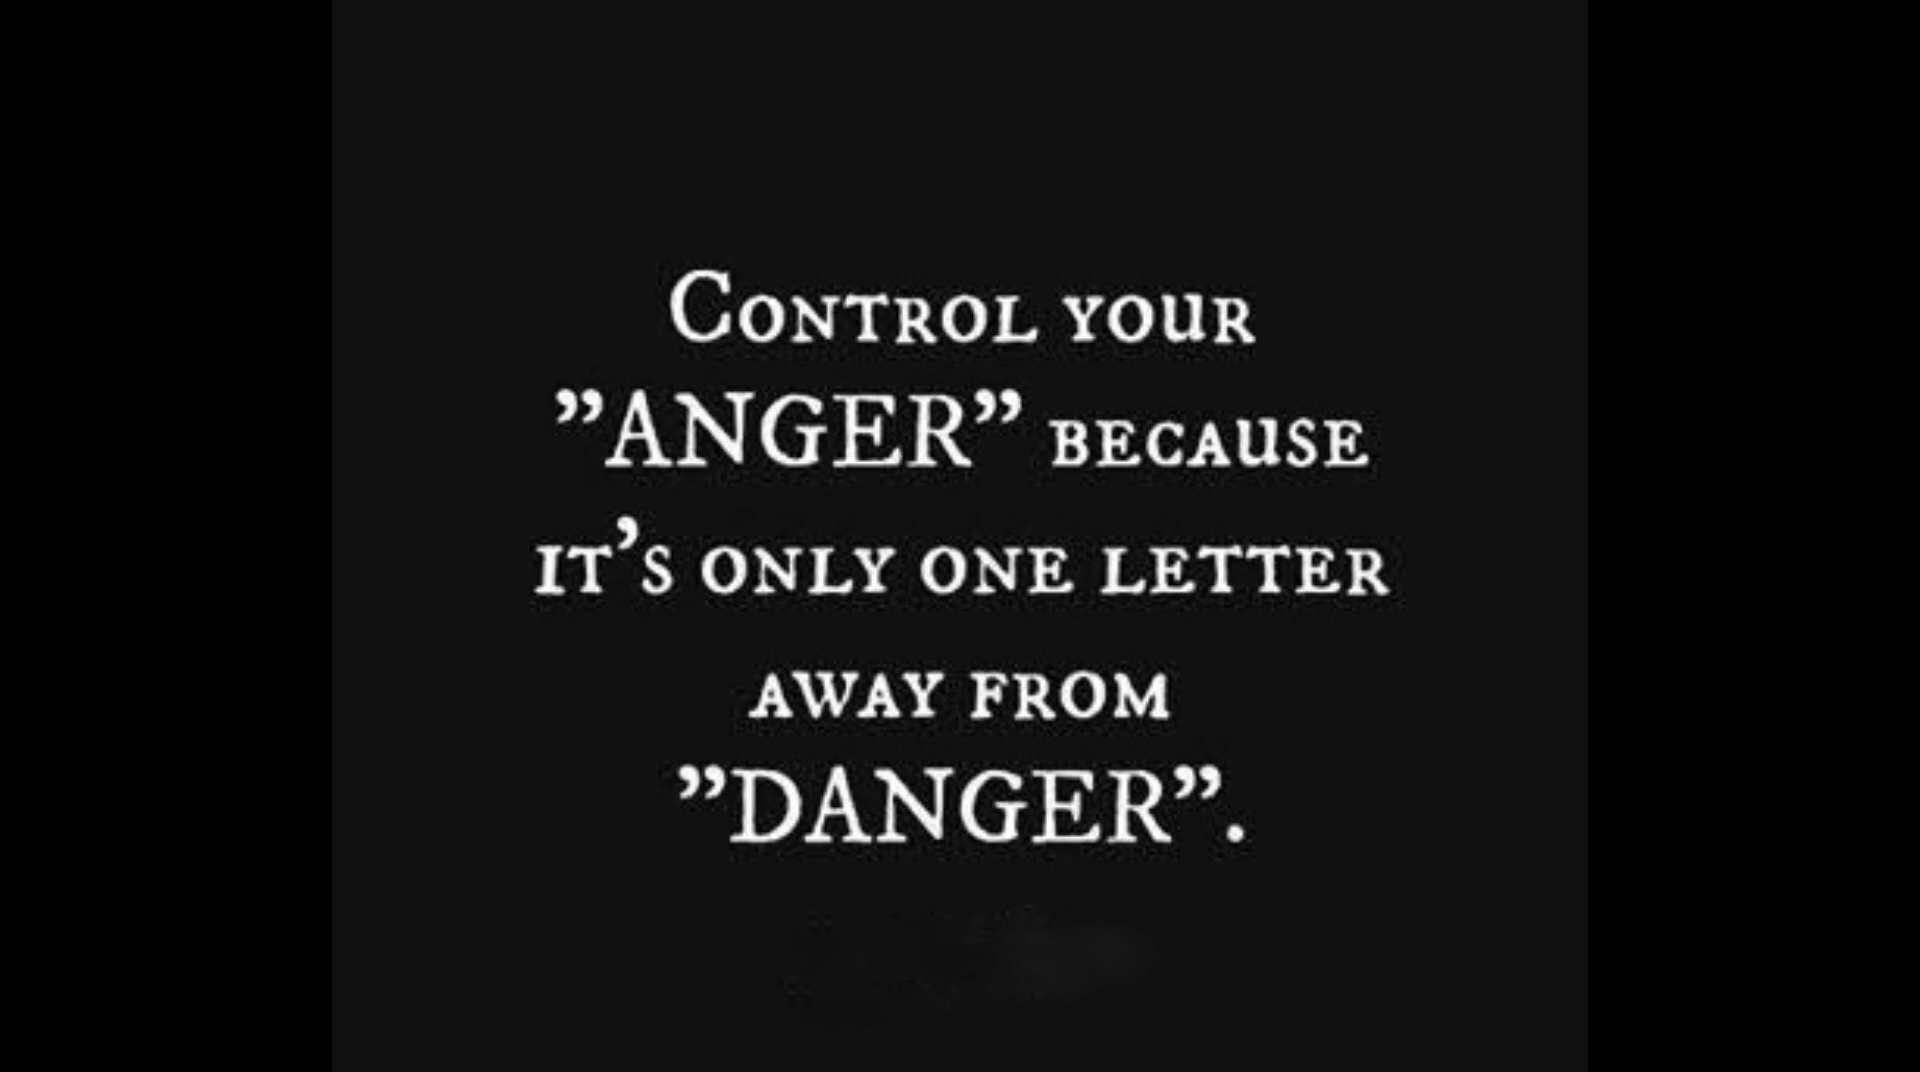 Control your
”ANGER” because
it’s only one letter
away from
”DANGER”.